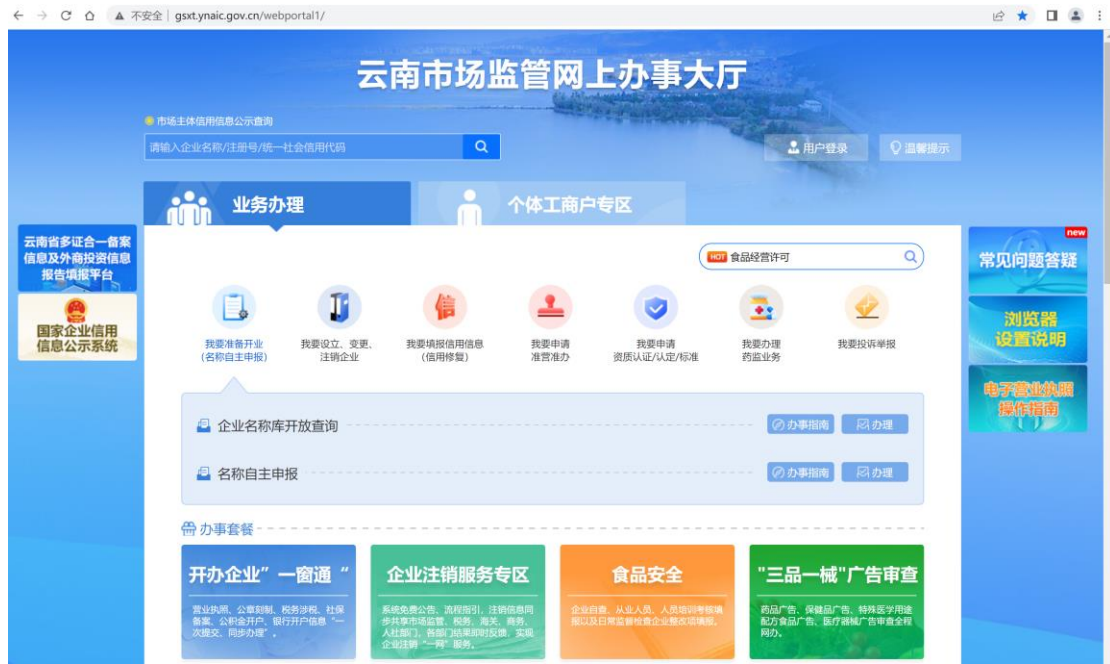 不安全 | gsxt.ynaic.gov.cn/webportal1/
云南市场监管网上办事大厅
市场主体信用信息公示查询
请输入企业名称/注册号/统一社会信用代码
用户登录
温馨提示
业务办理
个体工商户专区
云南省多证合一备案
信息及外商投资信息
报告填报平台
国家企业信用
信息公示系统
HOT 食品经营许可
new
常见问题答疑
浏览器
设置说明
电子营业执照
操作指南
我要准备开业
(名称自主申报)
我要设立、变更、
注销企业
信
我要填报信用信息
(信用修复)
我要申请
准营准办
我要申请
资质认证/认定/标准
我要办理
药监业务
我要投诉举报
企业名称库开放查询
办事指南
办理
名称自主申报
办事指南
办理
办事套餐
开办企业”一窗通“
营业执照、公章刻制、税务涉税、社保
备案、公积金开户、银行开户信息“一
次提交、同步办理”。
企业注销服务专区
系统免费公告、流程指引、注销信息同
步共享市场监管、税务、海关、商务、
人社部门，各部门结果即时反馈，实现
企业注销“一网”服务。
食品安全
企业自查、从业人员、人员培训考核填
报以及日常监督检查企业整改项填报。
"三品一械"广告审查
药品广告、保健品广告、特殊医学用途
配方食品广告、医疗器械广告审查全程
网办。